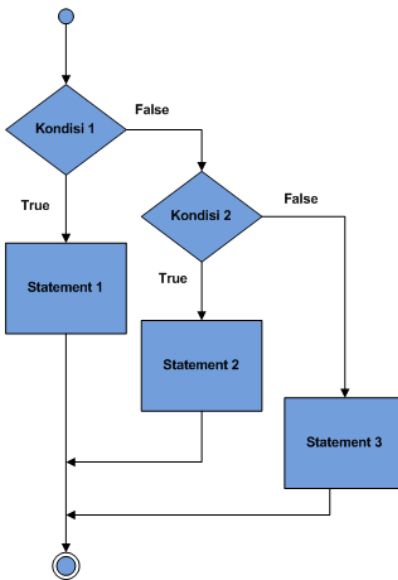 Kondisi 1
False
True
Kondisi 2
False
True
Statement 1
Statement 2
Statement 3